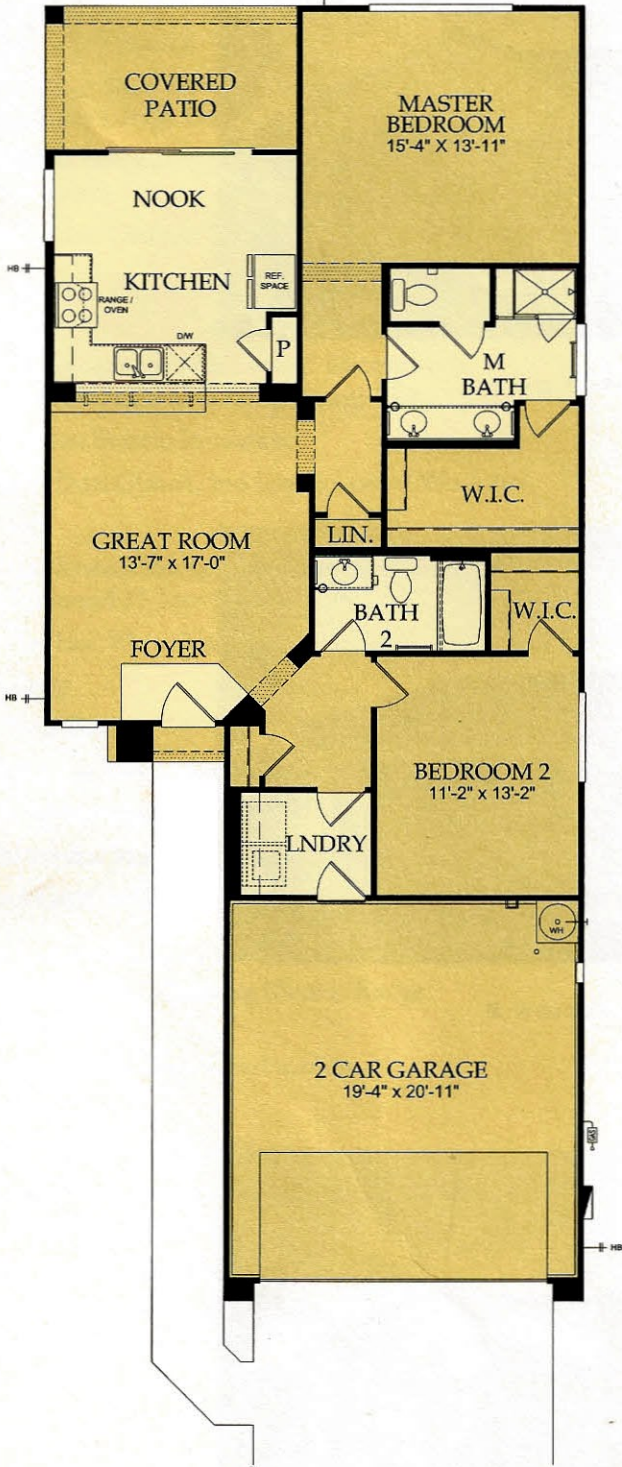 COVERED
PATIO
MASTER
BEDROOM
15'-4" X 13'-11"
NOOK
HB
KITCHEN
REF.
SPACE
RANGE /
OVEN
D/W
P
M
BATH
W.I.C.
GREAT ROOM
13'-7" x 17'-0"
LIN.
BATH
2
W.I.C.
FOYER
HB
BEDROOM 2
11'-2" x 13'-2"
LNDRY
WH
2 CAR GARAGE
19'-4" x 20'-11"
GAS
HB